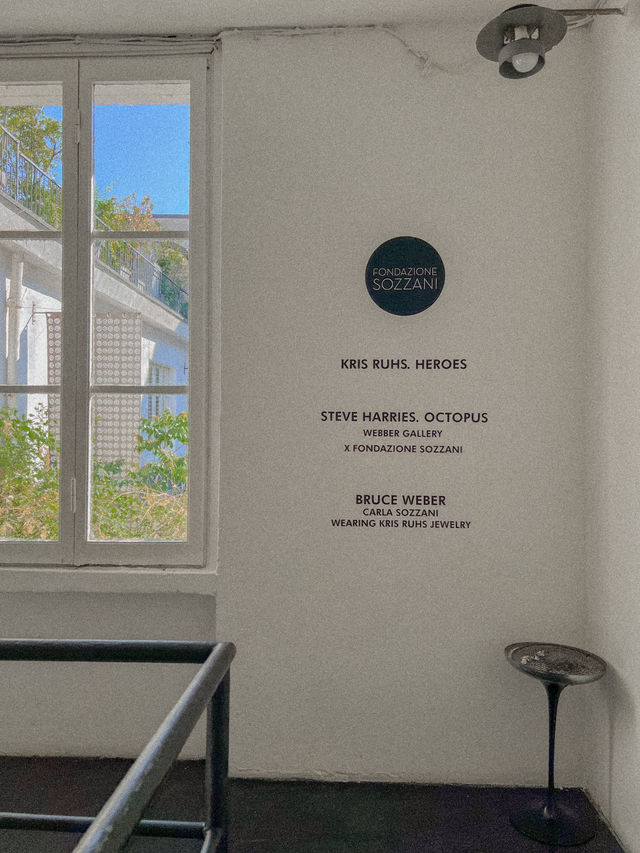 FONDAZIONE
SOZZANI
KRIS RUHS. HEROES
STEVE HARRIES. OCTOPUS
WEBBER GALLERY
X FONDAZIONE SOZZANI
BRUCE WEBER
CARLA SOZZANI
WEARING KRIS RUHS JEWELRY